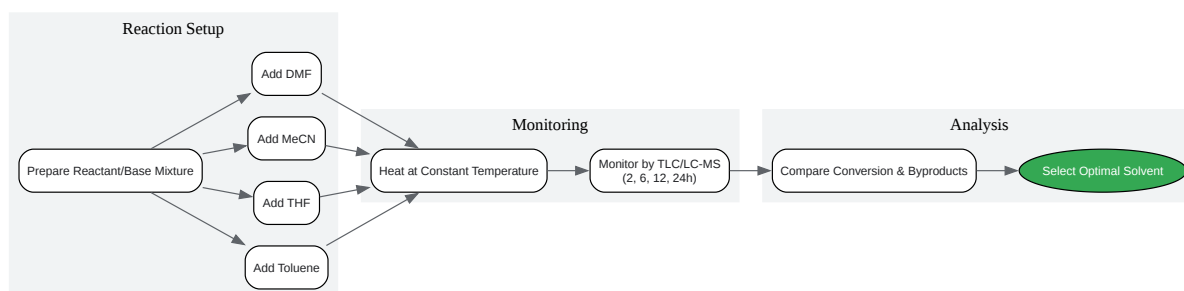 Reaction Setup
Add DMF
Add MeCN
Prepare Reactant/Base Mixture
Add THF
Add Toluene
Monitoring
Heat at Constant Temperature
Monitor by TLC/LC-MS
(2, 6, 12, 24h)
Analysis
Compare Conversion & Byproducts
Select Optimal Solvent